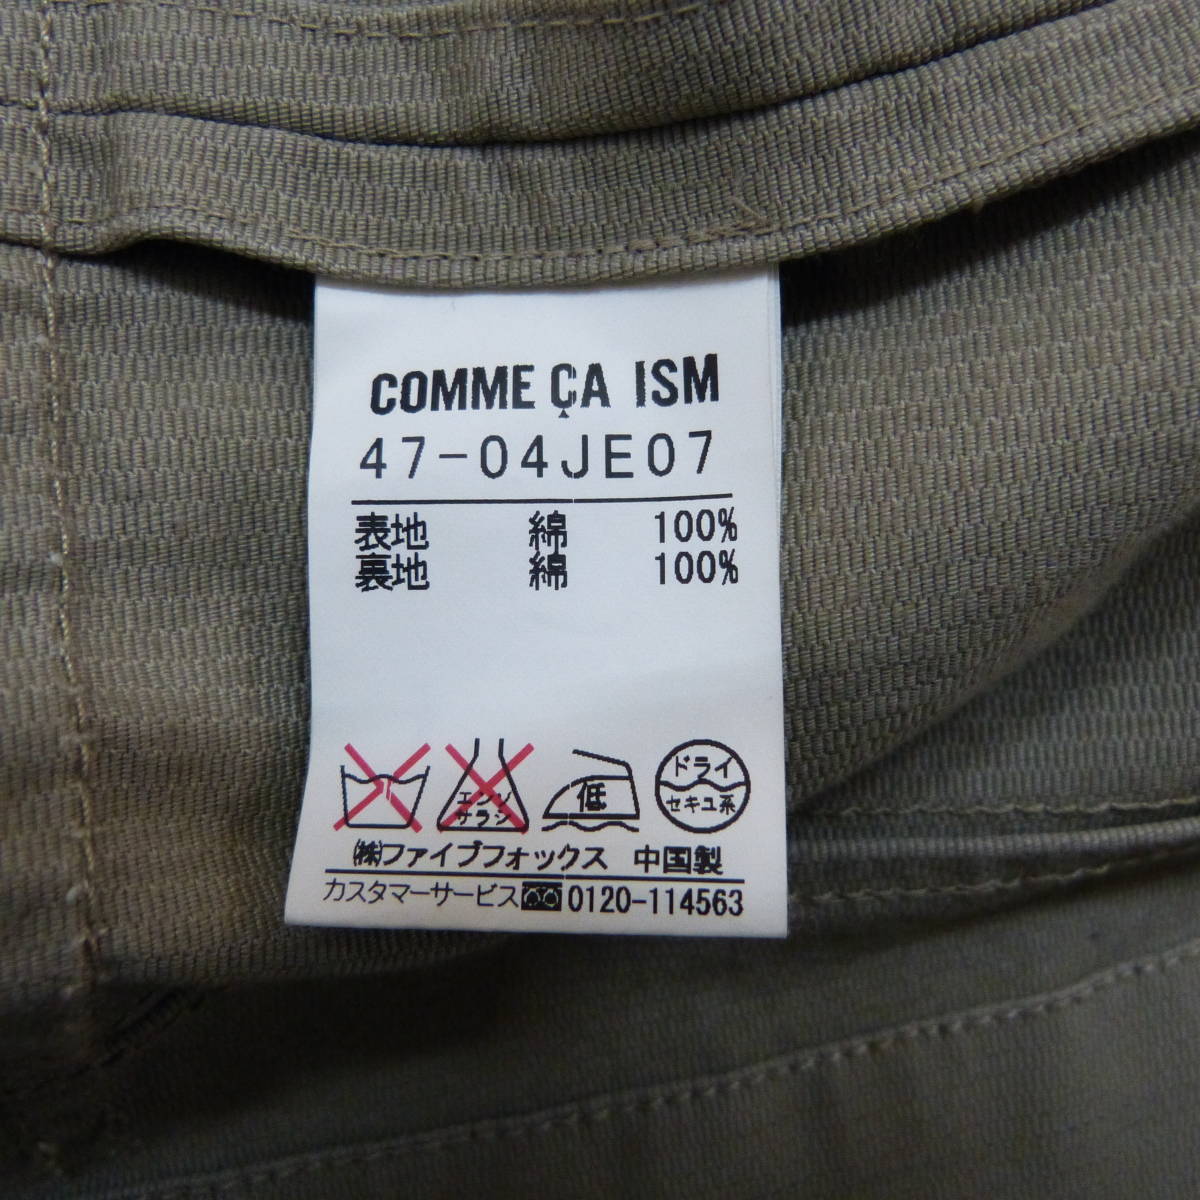 COMME ÇA ISM
47-04JE07
表地 綿 100%
裏地 綿 100%
エンソ
サラシ
低
ドライ
セキユ系
㈱ファイブフォックス 中国製
カスタマーサービス 0120-114563